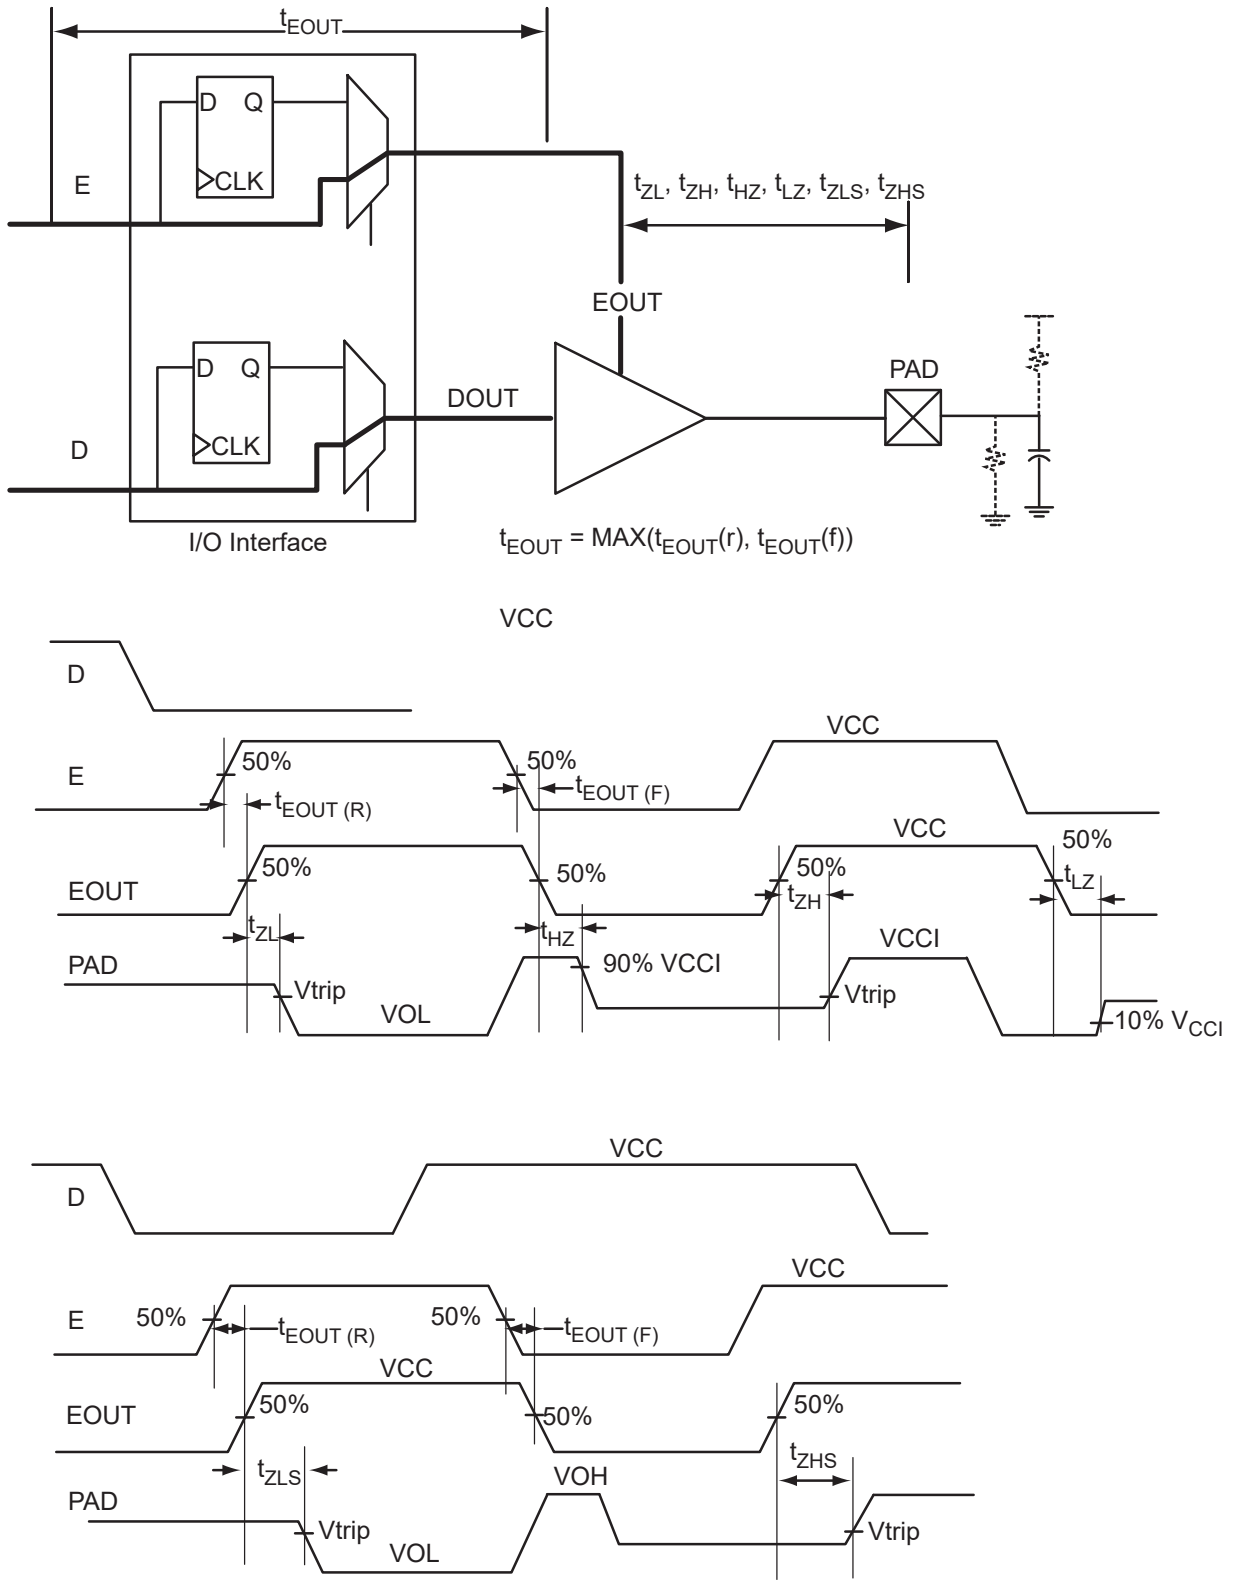 tEOUT
D Q
CLK
E
tZL, tZH, tHZ, tLZ, tZLS, tZHS
EOUT
D Q
CLK
DOUT
PAD
D
I/O Interface
tEOUT = MAX(tEOUT(r), tEOUT(f))
VCC
D
VCC
E
50%
50%
tEOUT (R)
tEOUT (F)
VCC
50%
EOUT
50%
50%
50%
tZL
tHZ
tZH
tLZ
PAD
VCCI
90% VCCI
Vtrip
Vtrip
VOL
10% VCCI
VCC
D
VCC
E
50%
50%
tEOUT (R)
tEOUT (F)
VCC
EOUT
50%
50%
50%
tZLS
VOH
tZHS
PAD
Vtrip
Vtrip
VOL